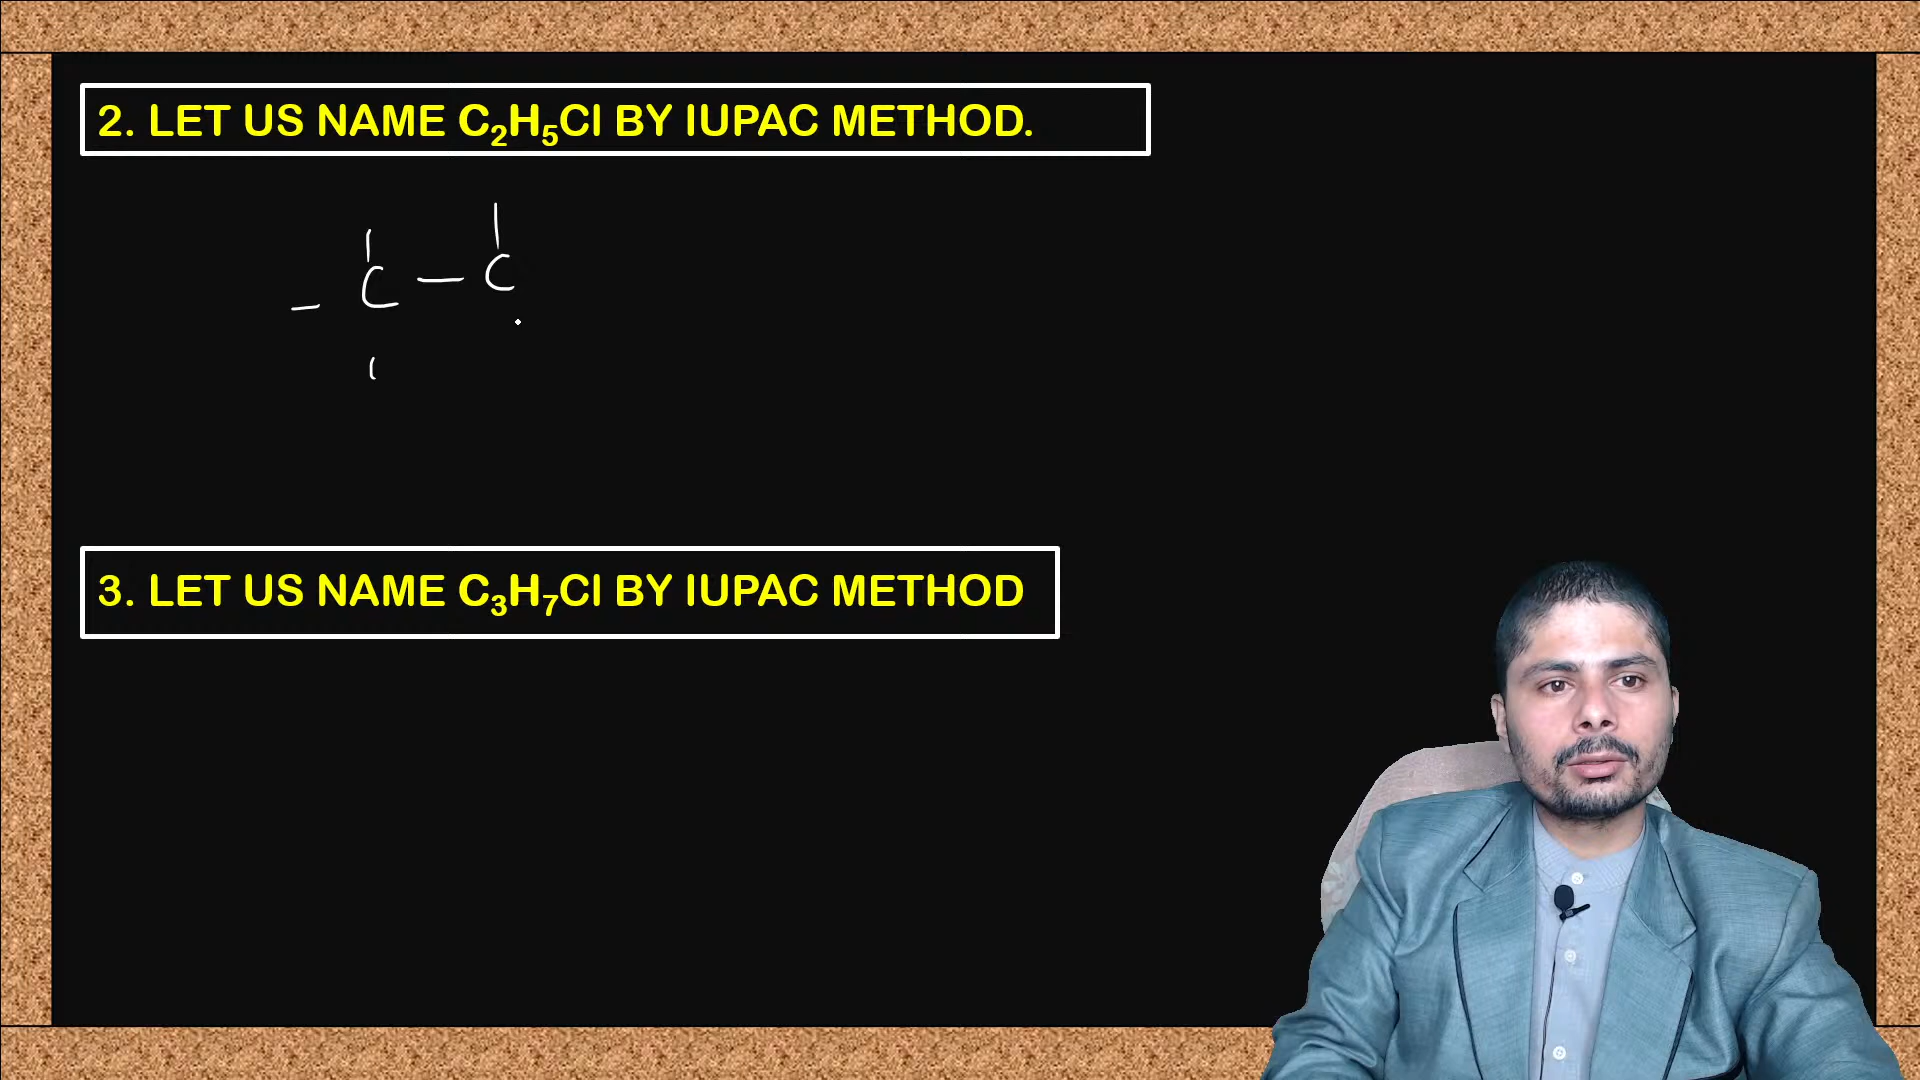 2. LET US NAME C₂H₅Cl BY IUPAC METHOD.
C — C
3. LET US NAME C₃H₇Cl BY IUPAC METHOD